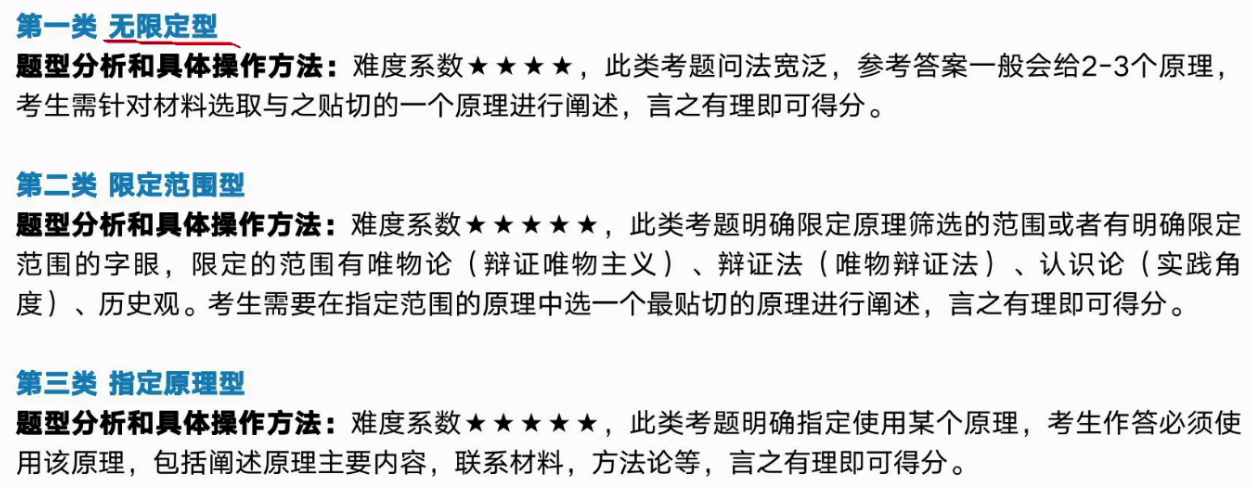 第一类 无限定型
题型分析和具体操作方法：难度系数★★★★，此类考题问法宽泛，参考答案一般会给2-3个原理，
考生需针对材料选取与之贴切的一个原理进行阐述，言之有理即可得分。
第二类 限定范围型
题型分析和具体操作方法：难度系数★★★★★，此类考题明确限定原理筛选的范围或者有明确限定
范围的字眼，限定的范围有唯物论（辩证唯物主义）、辩证法（唯物辩证法）、认识论（实践角
度）、历史观。考生需要在指定范围的原理中选一个最贴切的原理进行阐述，言之有理即可得分。
第三类 指定原理型
题型分析和具体操作方法：难度系数★★★★★，此类考题明确指定使用某个原理，考生作答必须使
用该原理，包括阐述原理主要内容，联系材料，方法论等，言之有理即可得分。